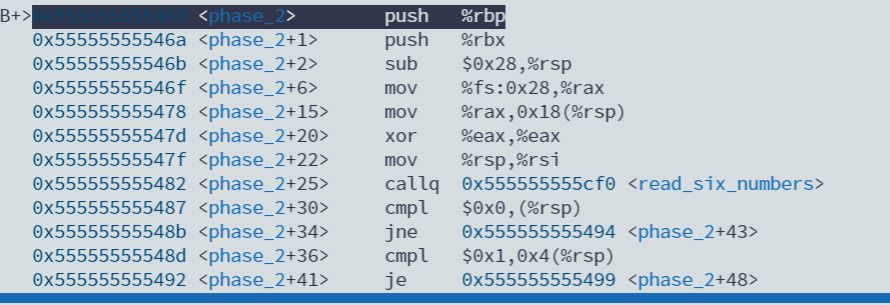 B+> <phase_2> push %rbp
0x55555555546a <phase_2+1> push %rbx
0x55555555546b <phase_2+2> sub $0x28,%rsp
0x55555555546f <phase_2+6> mov %fs:0x28,%rax
0x555555555478 <phase_2+15> mov %rax,0x18(%rsp)
0x55555555547d <phase_2+20> xor %eax,%eax
0x55555555547f <phase_2+22> mov %rsp,%rsi
0x555555555482 <phase_2+25> callq 0x555555555cf0 <read_six_numbers>
0x555555555487 <phase_2+30> cmpl $0x0,(%rsp)
0x55555555548b <phase_2+34> jne 0x555555555494 <phase_2+43>
0x55555555548d <phase_2+36> cmpl $0x1,0x4(%rsp)
0x555555555492 <phase_2+41> je 0x555555555499 <phase_2+48>